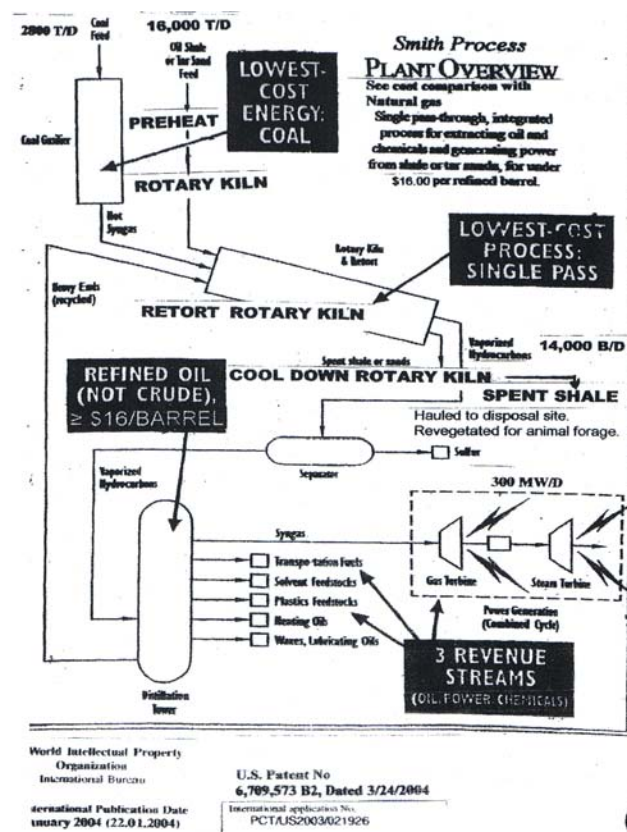 2800 T/D
Coal
Feed
16,000 T/D
Oil Shale
or Tar Sand
Feed
Smith Process
PLANT OVERVIEW
See cost comparison with
Natural gas
Single pass-through, integrated
process for extracting oil and
chemicals and generating power
from shale or tar sands, for under
$16.00 per refined barrel.
LOWEST-
COST
ENERGY:
COAL
PREHEAT
Coal Gasifier
ROTARY KILN
Hot
Syngas
Rotary Kiln
& Retort
LOWEST-COST
PROCESS:
SINGLE PASS
Heavy Ends
(recycled)
RETORT ROTARY KILN
Vaporized
Hydrocarbons
14,000 B/D
Spent shale or sands
COOL DOWN ROTARY KILN
REFINED OIL
(NOT CRUDE),
≥ $16/BARREL
SPENT SHALE
Hauled to disposal site.
Revegetated for animal forage.
Separator
Sulfur
Vaporized
Hydrocarbons
300 MW/D
Syngas
Transpo-tation Fuels
Solvent Feedstocks
Plastics Feedstocks
Heating Oils
Waxes, Lubricating Oils
Gas Turbine
Steam Turbine
Power Generation
(Combined Cycle)
3 REVENUE
STREAMS
(OIL, POWER, CHEMICALS)
Distillation
Tower
World Intellectual Property
Organization
International Bureau
U.S. Patent No
6,709,573 B2, Dated 3/24/2004
ternational Publication Date
nuary 2004 (22.01.2004)
International application No.
PCT/US2003/021926